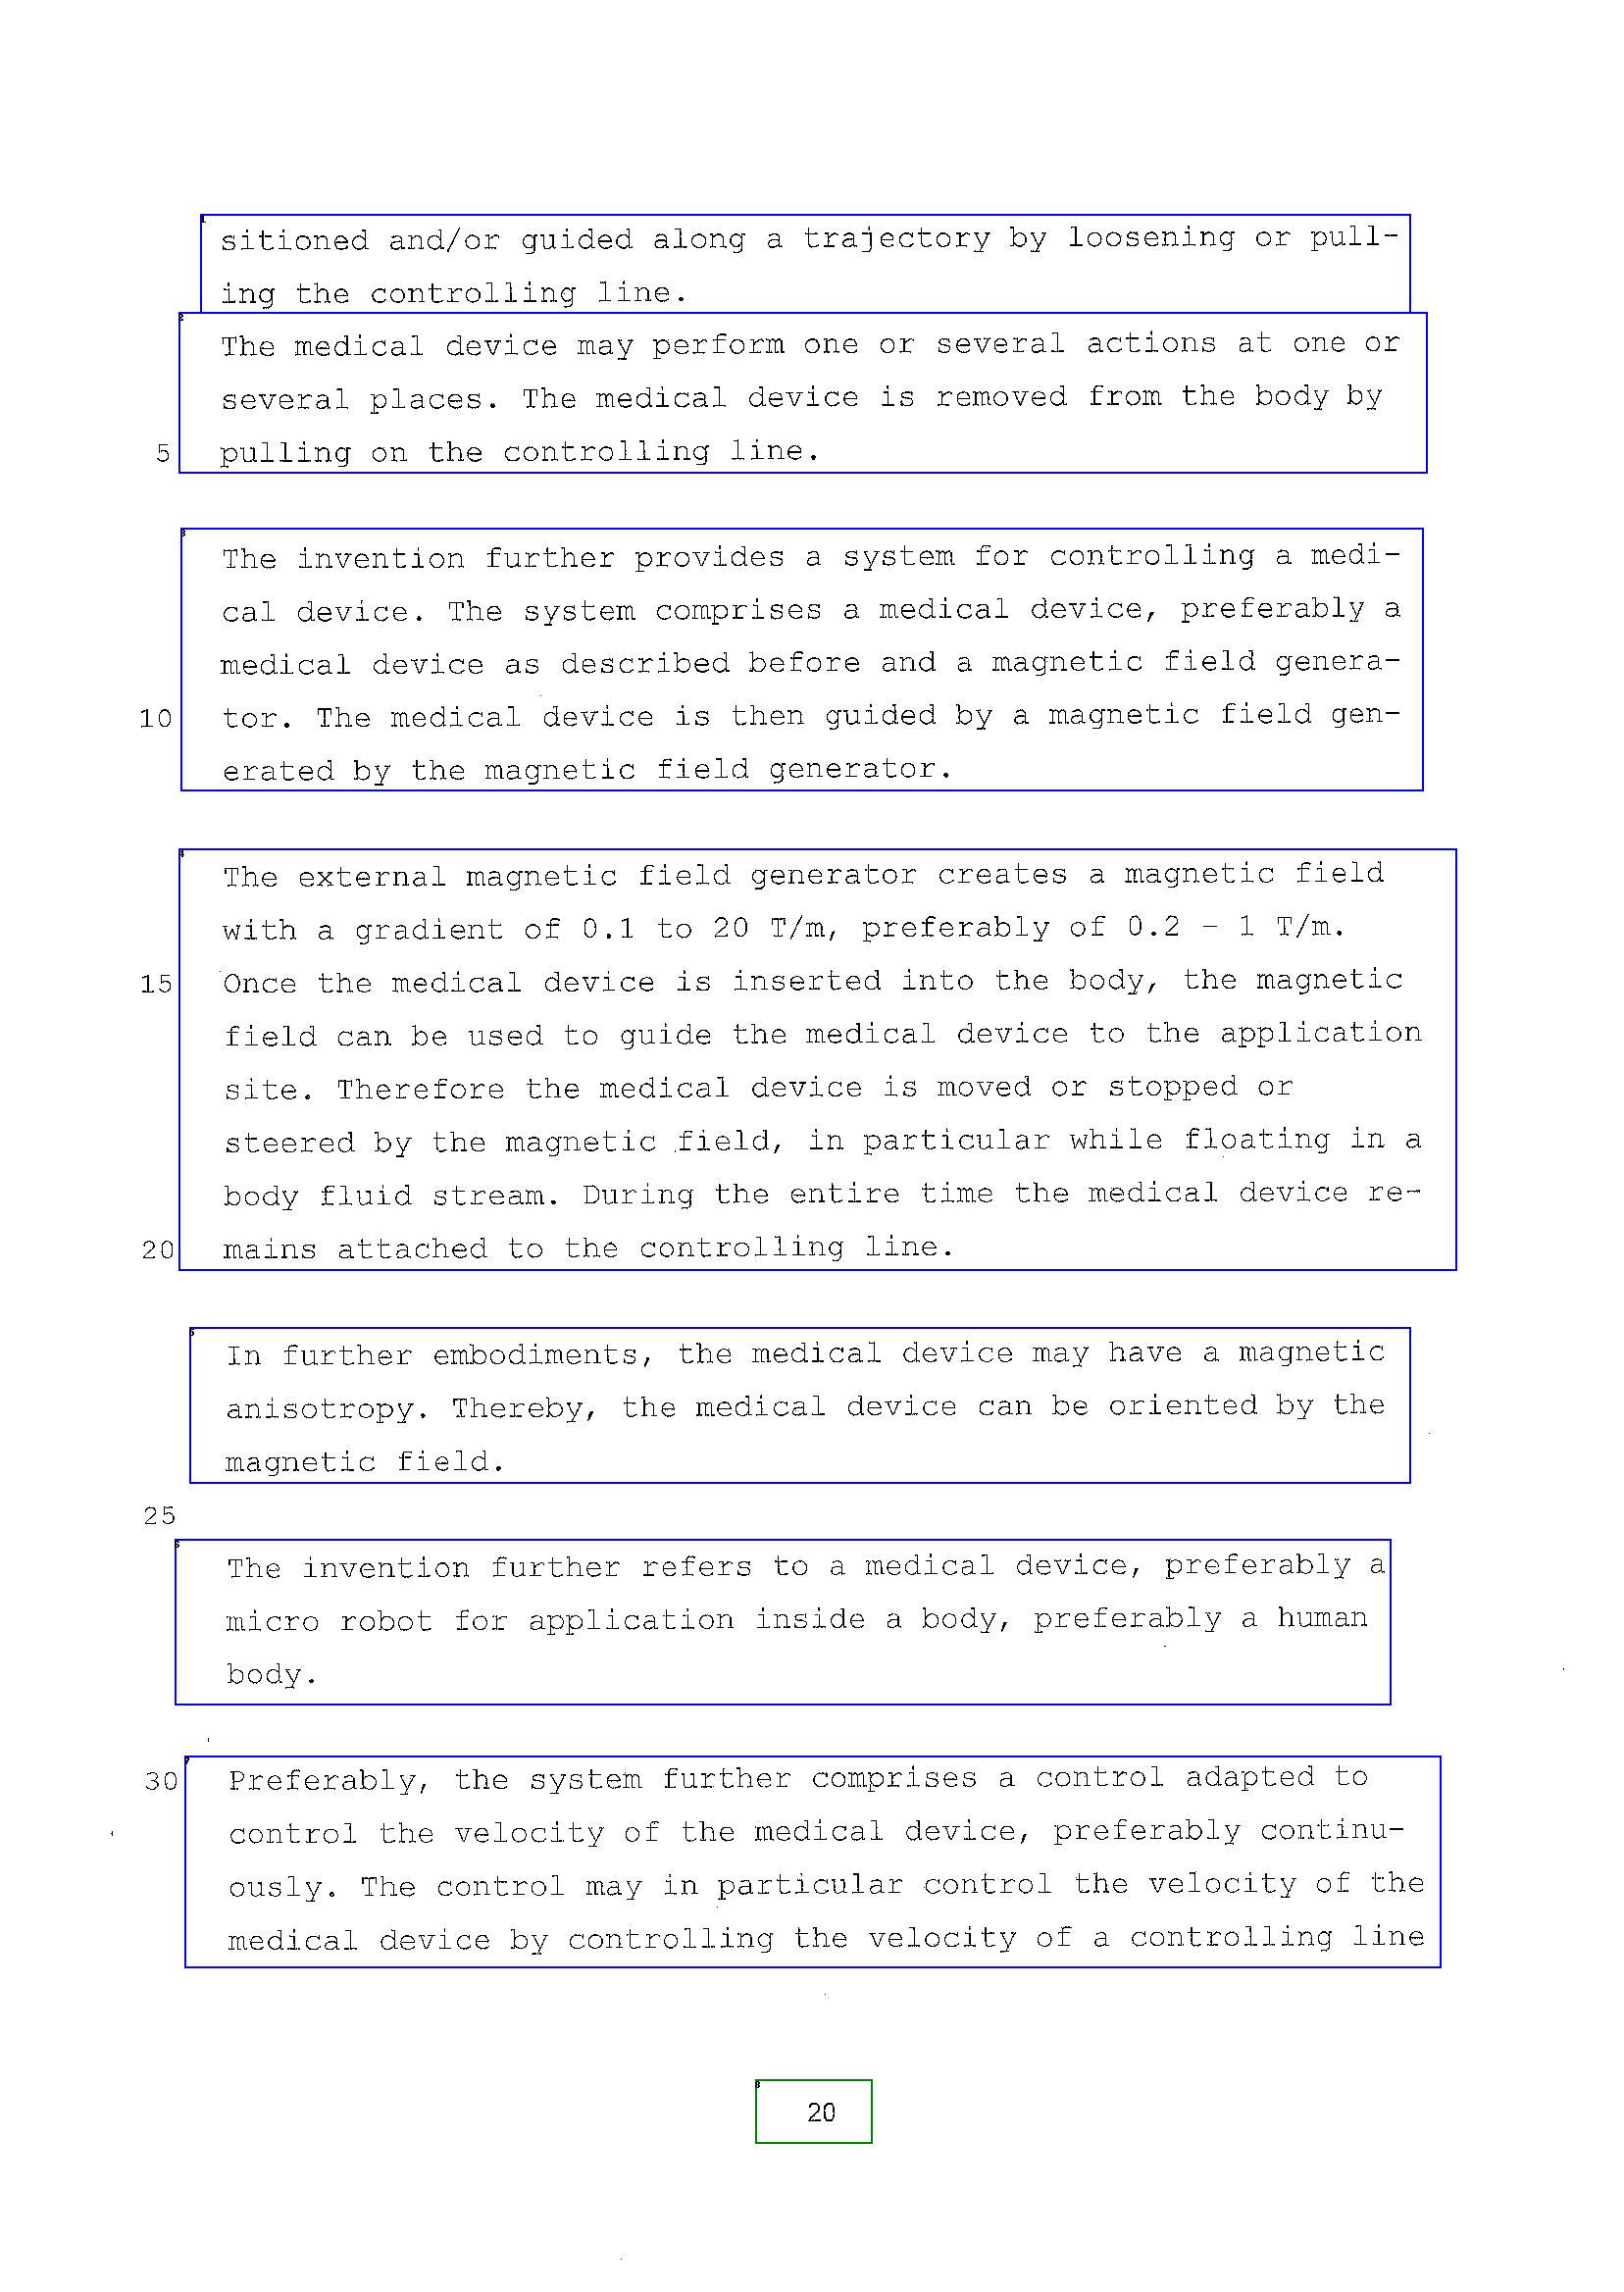 sitioned and/or guided along a trajectory by loosening or pull-
ing the controlling line.
The medical device may perform one or several actions at one or
several places. The medical device is removed from the body by
5 pulling on the controlling line.
The invention further provides a system for controlling a medi-
cal device. The system comprises a medical device, preferably a
medical device as described before and a magnetic field genera-
10 tor. The medical device is then guided by a magnetic field gen-
erated by the magnetic field generator.
The external magnetic field generator creates a magnetic field
with a gradient of 0.1 to 20 T/m, preferably of 0.2 - 1 T/m.
15 Once the medical device is inserted into the body, the magnetic
field can be used to guide the medical device to the application
site. Therefore the medical device is moved or stopped or
steered by the magnetic field, in particular while floating in a
body fluid stream. During the entire time the medical device re-
20 mains attached to the controlling line.
In further embodiments, the medical device may have a magnetic
anisotropy. Thereby, the medical device can be oriented by the
magnetic field.
25
The invention further refers to a medical device, preferably a
micro robot for application inside a body, preferably a human
body.
30 Preferably, the system further comprises a control adapted to
control the velocity of the medical device, preferably continu-
ously. The control may in particular control the velocity of the
medical device by controlling the velocity of a controlling line
20